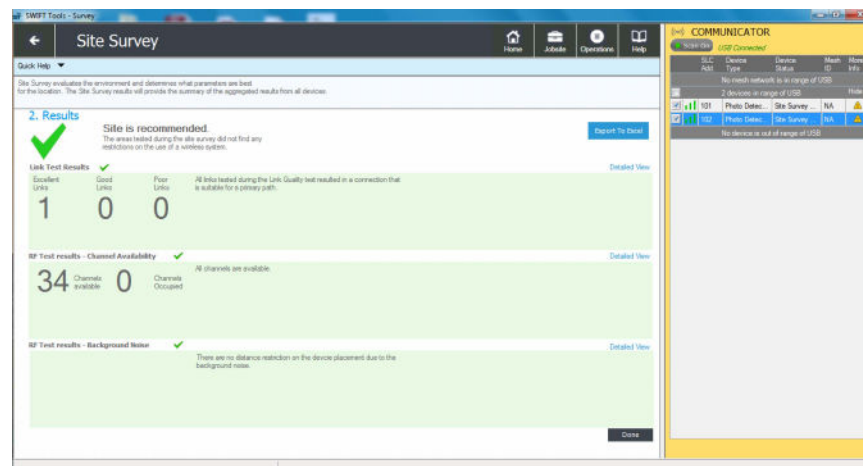 SWIFT Tools - Survey
Site Survey
Home
Jobsite
Operations
Help
Quick Help
Site Survey evaluates the environment and determines what parameters are best
for the location. The Site Survey results will provide the summary of the aggregated results from all devices.
2. Results
Site is recommended.
The areas tested during the site survey did not find any
restrictions on the use of a wireless system.
Export To Excel
Link Test Results
Detailed View
Excellent Links
Good Links
Poor Links
All links tested during the Link Quality test resulted in a connection that
is suitable for a primary path.
1 0 0
RF Test results - Channel Availability
Detailed View
34 Channels available
0 Channels Occupied
All channels are available.
RF Test results - Background Noise
Detailed View
There are no distance restriction on the device placement due to the
background noise.
Done
COMMUNICATOR
Scan On
USB Connected
SLC Add
Device Type
Device Status
Mesh ID
More Info
No mesh network is in range of USB
2 devices in range of USB
Hide
101 Photo Detec... Site Survey ... NA
102 Photo Detec... Site Survey ... NA
No device is out of range of USB